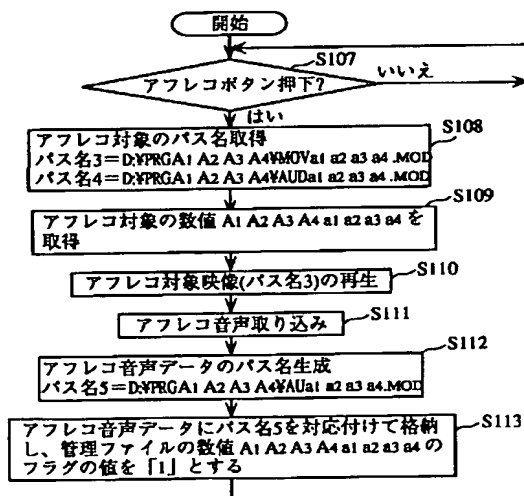 開始
S107
アフレコボタン押下?
いいえ
はい
S108
アフレコ対象のパス名取得
パス名3=D:¥PRGA1 A2 A3 A4¥MOVa1 a2 a3 a4 .MOD
パス名4=D:¥PRGA1 A2 A3 A4¥AUDa1 a2 a3 a4 .MOD
S109
アフレコ対象の数値 A1 A2 A3 A4 a1 a2 a3 a4 を
取得
S110
アフレコ対象映像(パス名3)の再生
S111
アフレコ音声取り込み
S112
アフレコ音声データのパス名生成
パス名5=D:¥PRGA1 A2 A3 A4¥AUa1 a2 a3 a4.MOD
S113
アフレコ音声データにパス名5を対応付けて格納
し、管理ファイルの数値 A1 A2 A3 A4 a1 a2 a3 a4 の
フラグの値を「1」とする